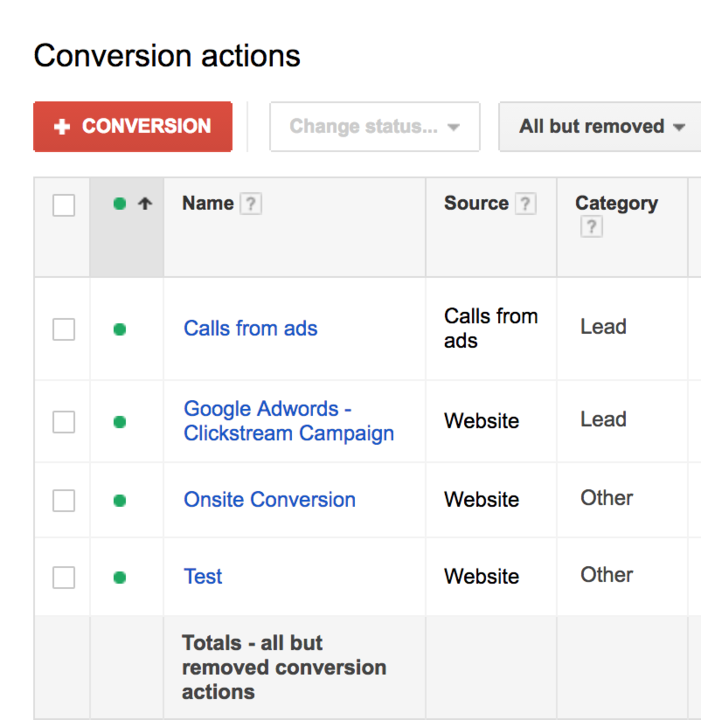 Conversion actions
+ CONVERSION
Change status...
All but removed
Name ?
Source ?
Category
?
Calls from ads
Calls from
ads
Lead
Google Adwords -
Clickstream Campaign
Website
Lead
Onsite Conversion
Website
Other
Test
Website
Other
Totals - all but
removed conversion
actions